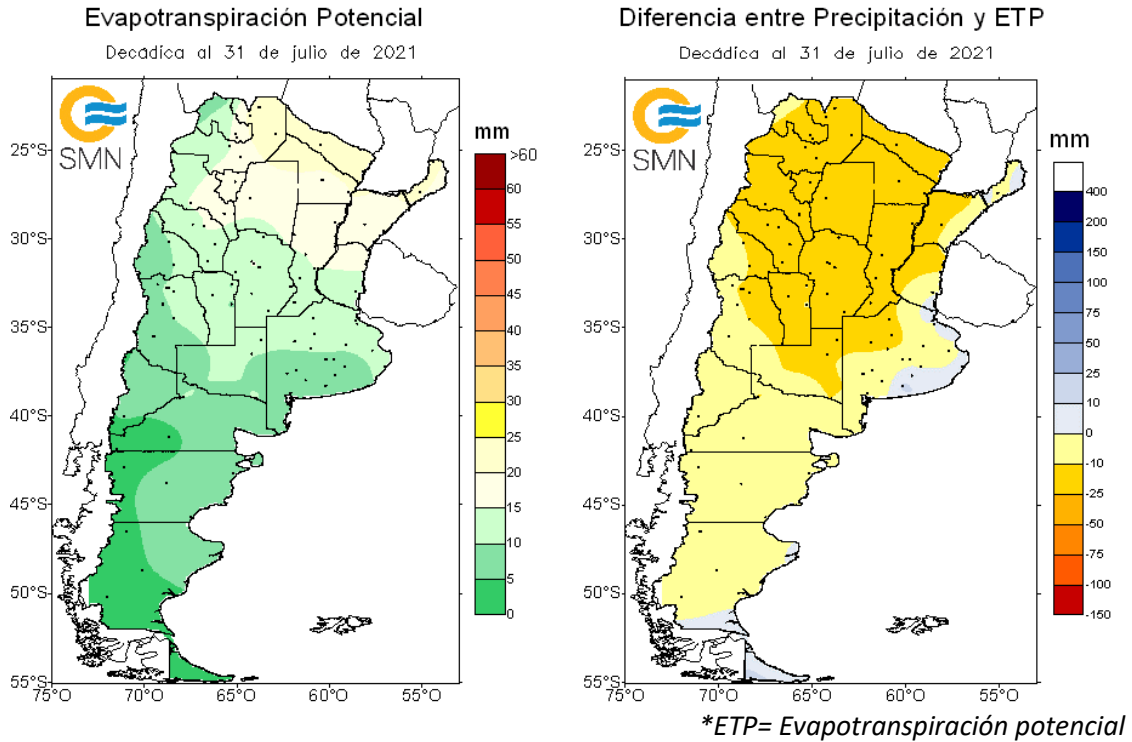 Evapotranspiración Potencial
Decádica al 31 de julio de 2021
SMN
mm
>60
60
55
50
45
40
35
30
25
20
15
10
5
0
25°S
30°S
35°S
40°S
45°S
50°S
55°S
75°O
70°O
65°O
60°O
55°O
Diferencia entre Precipitación y ETP
Decádica al 31 de julio de 2021
SMN
mm
400
200
150
100
75
50
25
10
0
-10
-25
-50
-75
-100
-150
25°S
30°S
35°S
40°S
45°S
50°S
55°S
75°O
70°O
65°O
60°O
55°O
*ETP= Evapotranspiración potencial